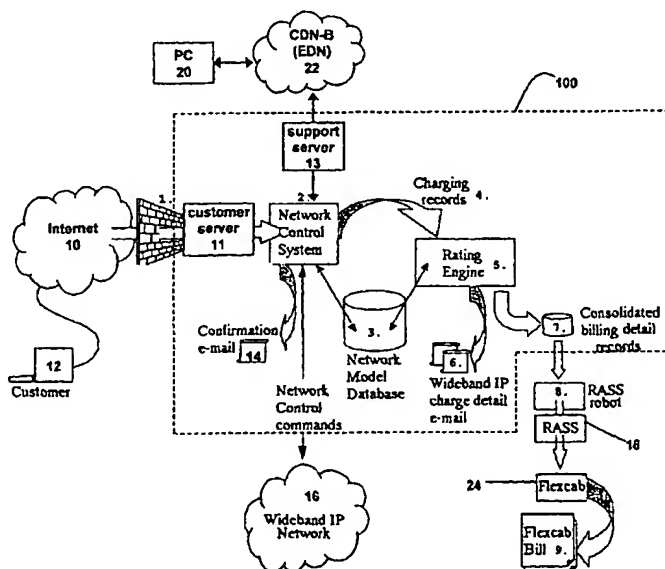 CDN-B
(EDN)
22
PC
20
100
support
server
13
1.
2.
Charging
records 4.
Internet
10
customer
server
11
Network
Control
System
Rating
Engine 5.
Confirmation
e-mail
14
3.
Network
Model
Database
7.
Consolidated
billing detail
records
6.
Wideband IP
charge detail
e-mail
12
Customer
Network
Control
commands
8.
RASS
robot
RASS
18
16
Wideband IP
Network
24
Flexcab
Flexcab
Bill 9.